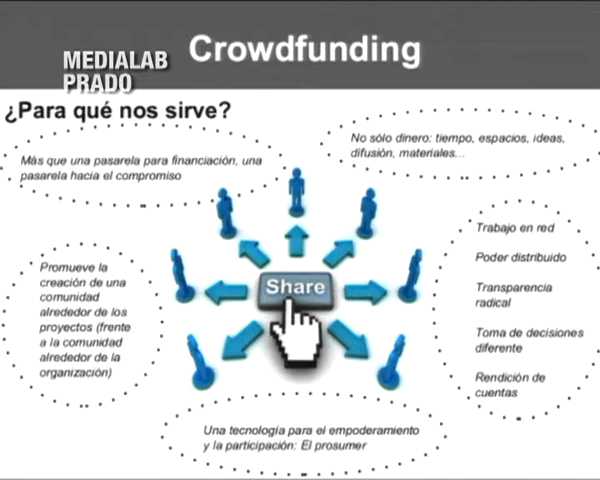 MEDIALAB
PRADO
Crowdfunding
¿Para qué nos sirve?
Más que una pasarela para financiación, una
pasarela hacia el compromiso
No sólo dinero: tiempo, espacios, ideas,
difusión, materiales...
Promueve la
creación de una
comunidad
alrededor de los
proyectos (frente
a la comunidad
alrededor de la
organización)
Share
Trabajo en red
Poder distribuido
Transparencia
radical
Toma de decisiones
diferente
Rendición de
cuentas
Una tecnología para el empoderamiento
y la participación: El prosumer